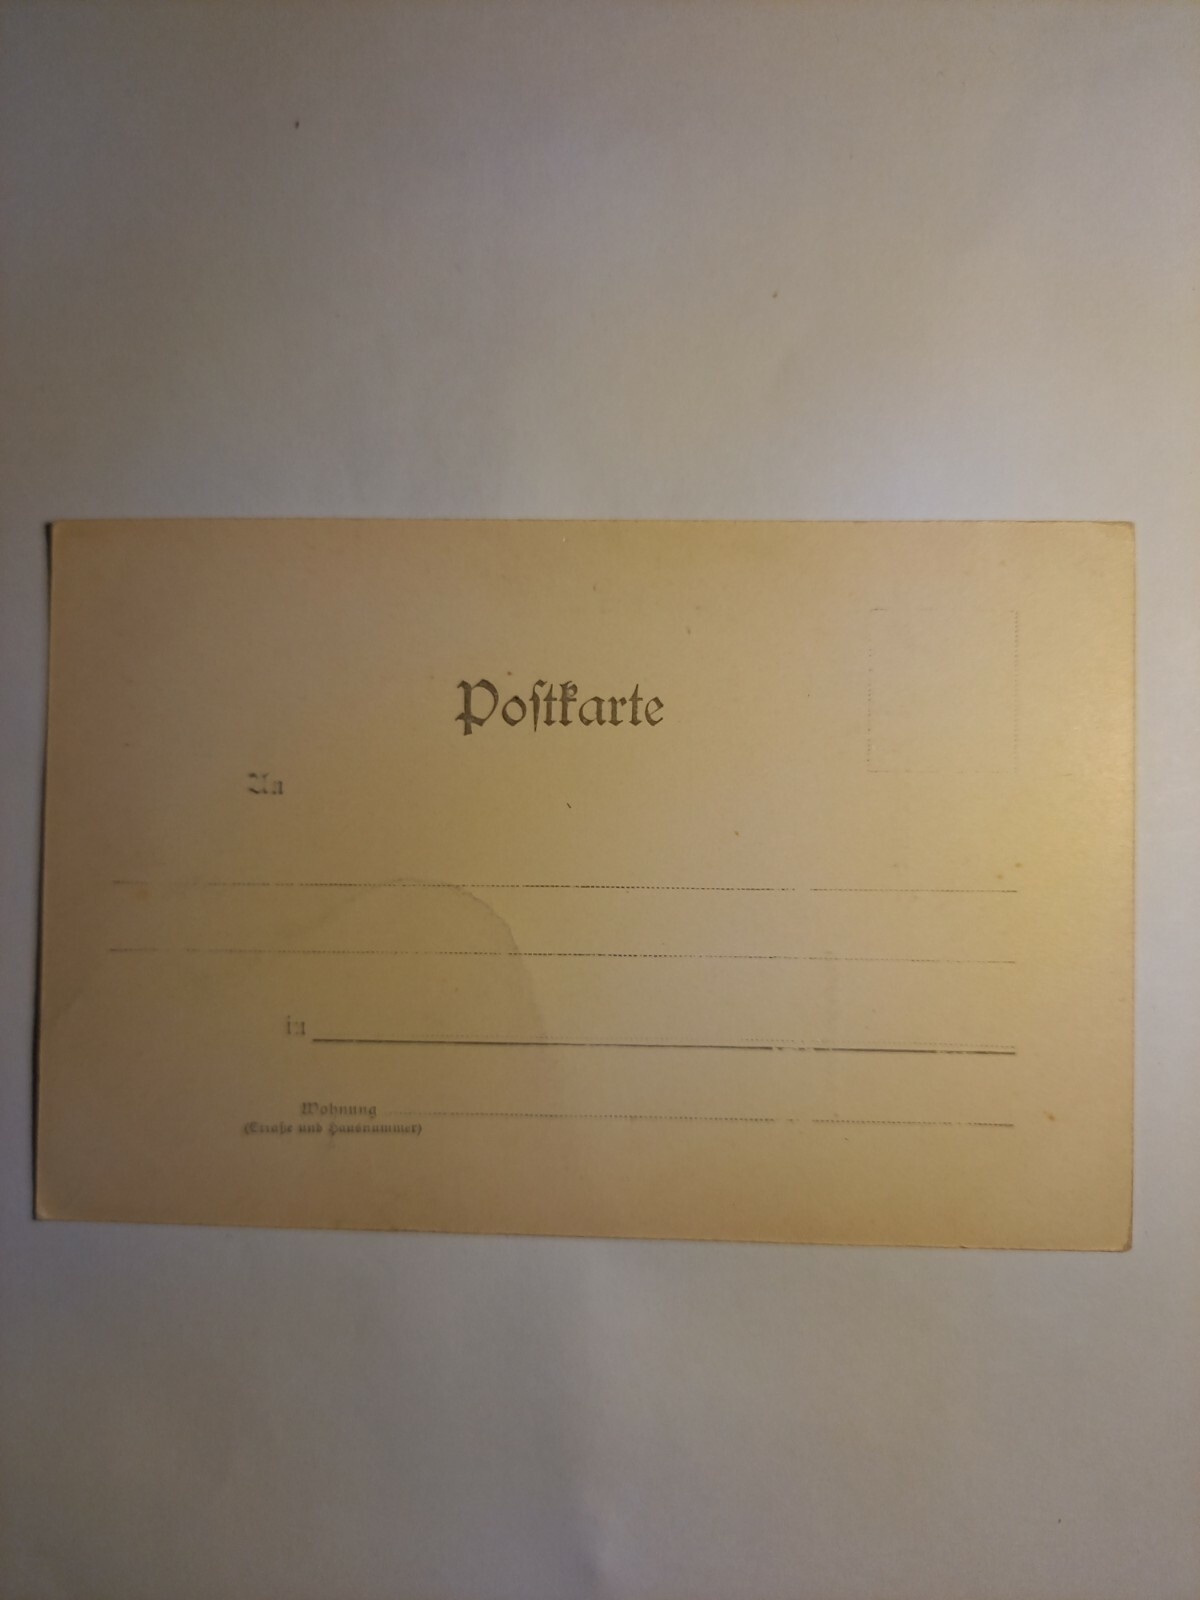 Postkarte
An
in
Wohnung
(Straße und Hausnummer)